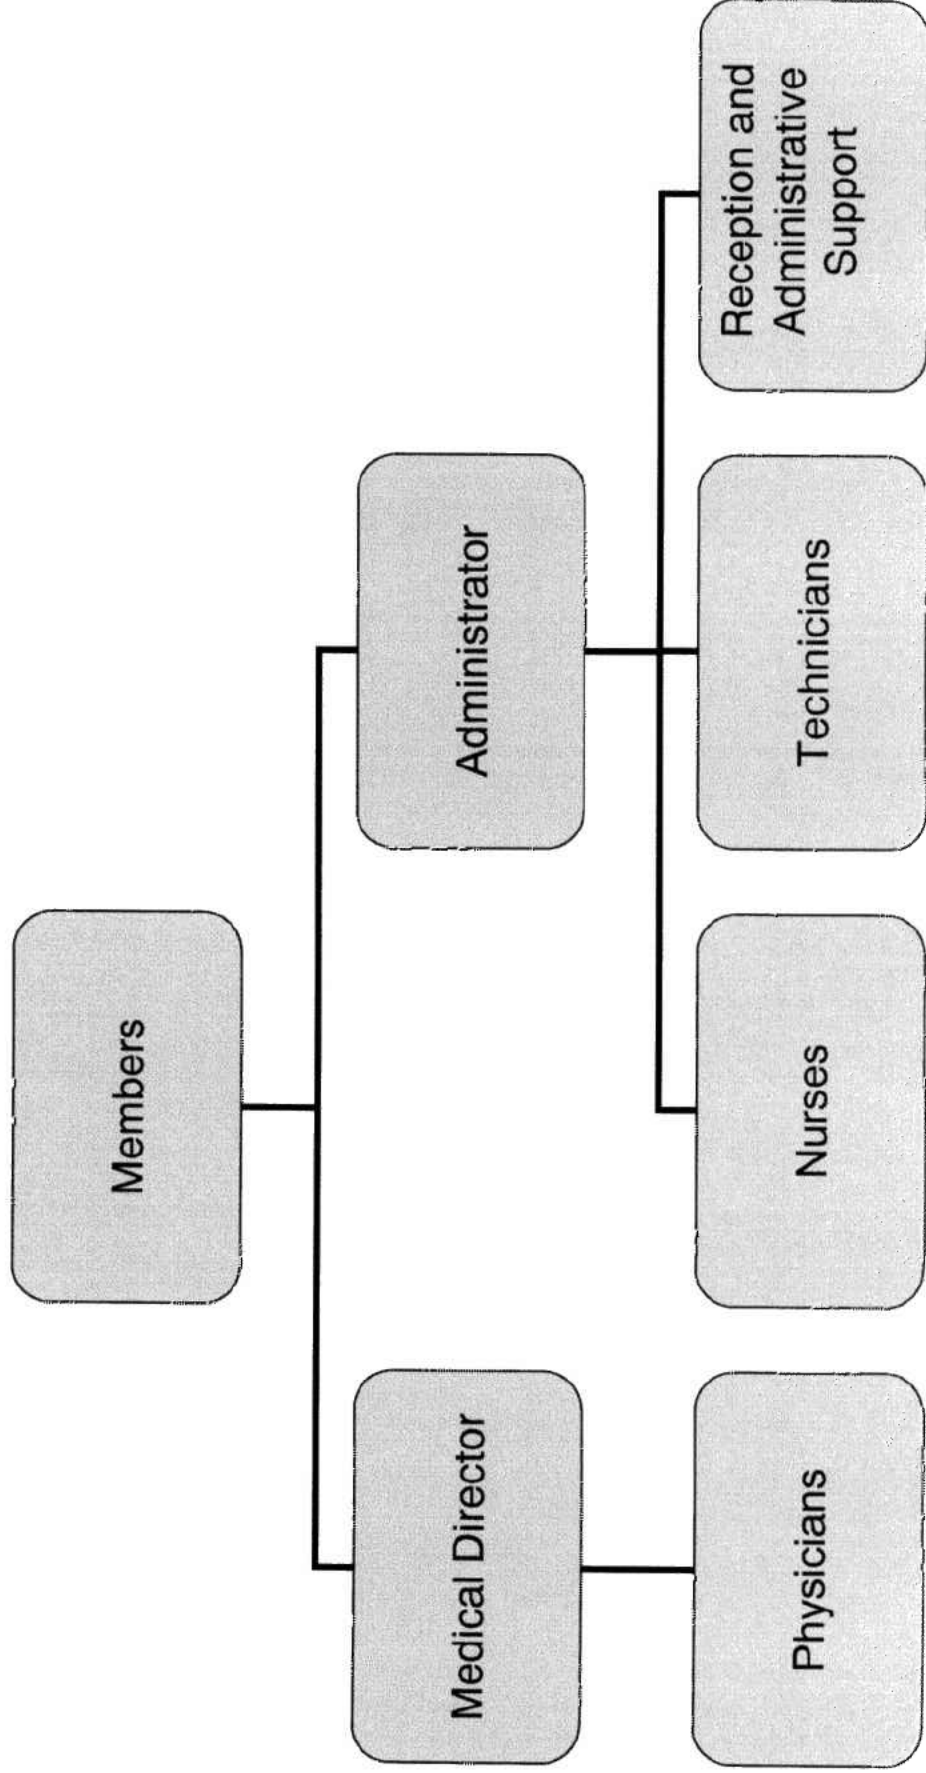 Members
Medical Director
Administrator
Physicians
Nurses
Technicians
Reception and
Administrative
Support